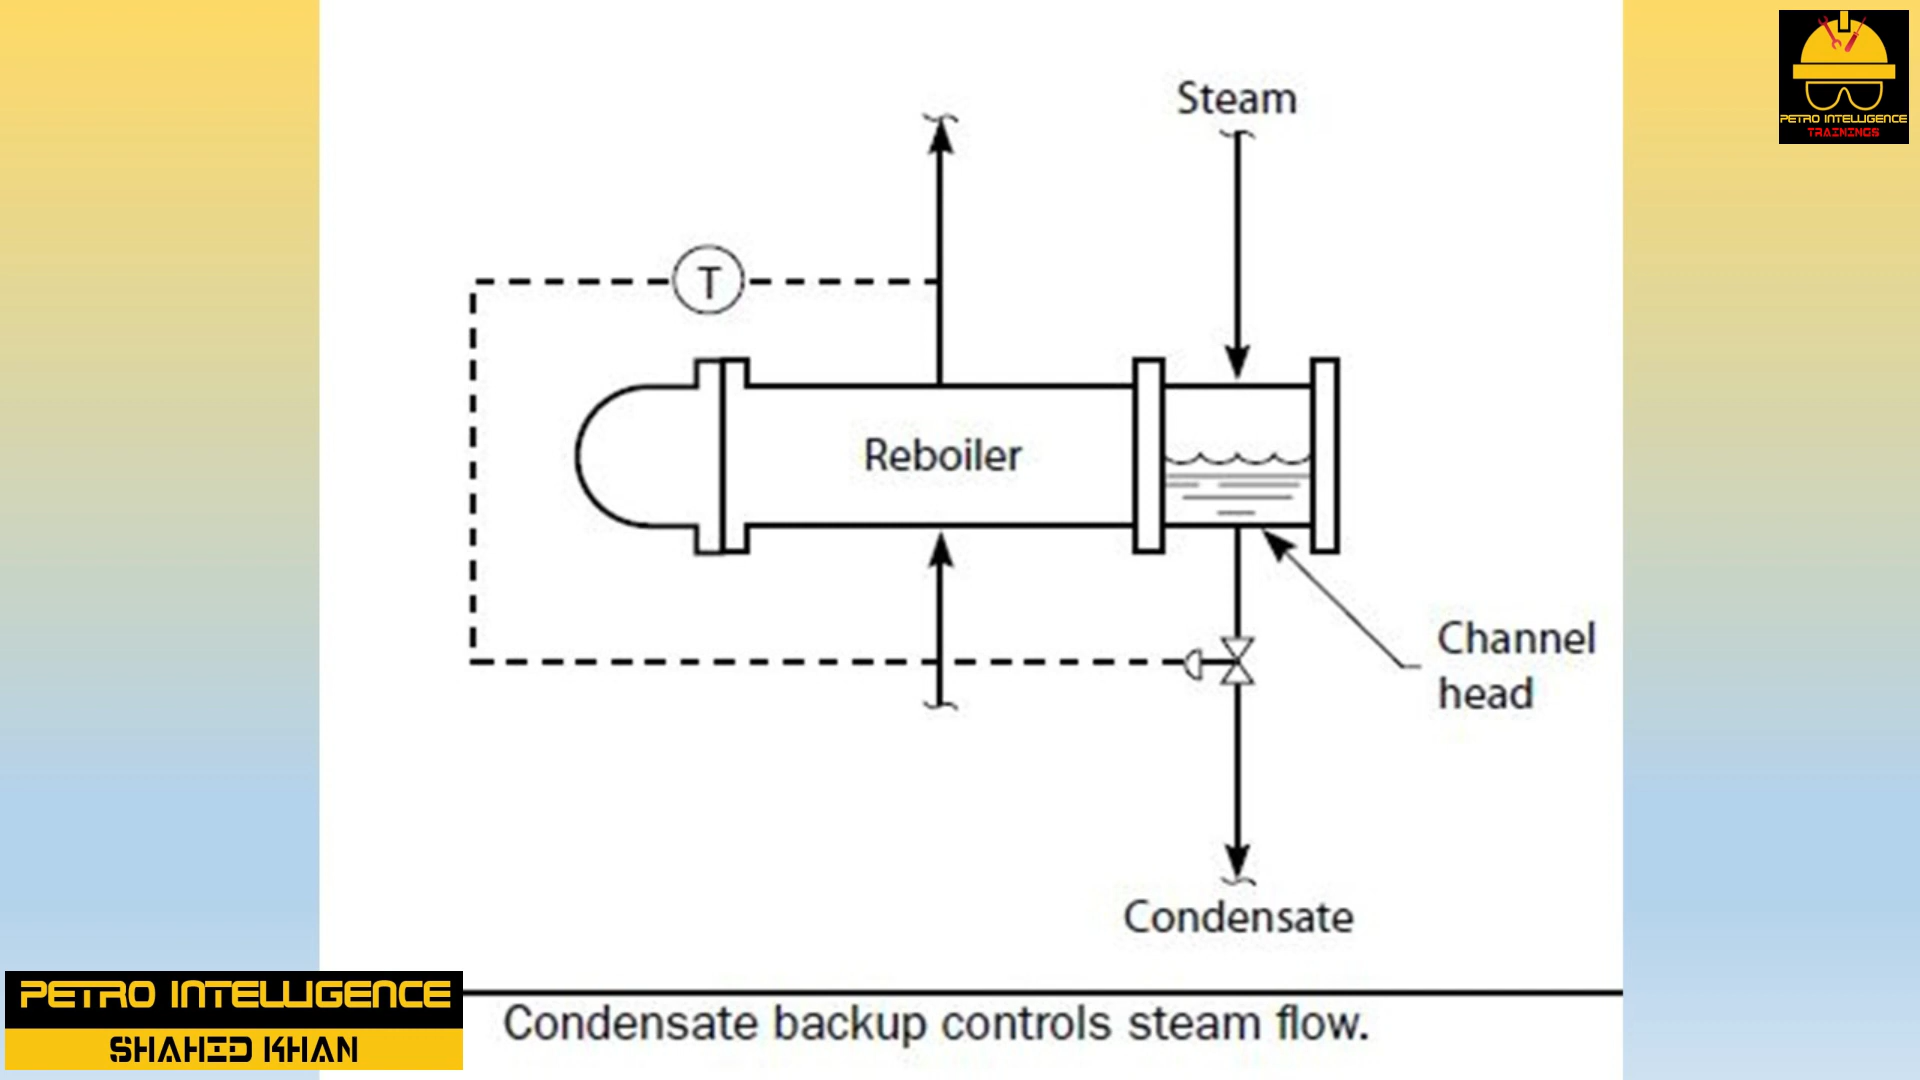 PETRO INTELLIGENCE
TRAININGS
Steam
T
Reboiler
Channel
head
Condensate
PETRO INTELLIGENCE
SHAHID KHAN
Condensate backup controls steam flow.